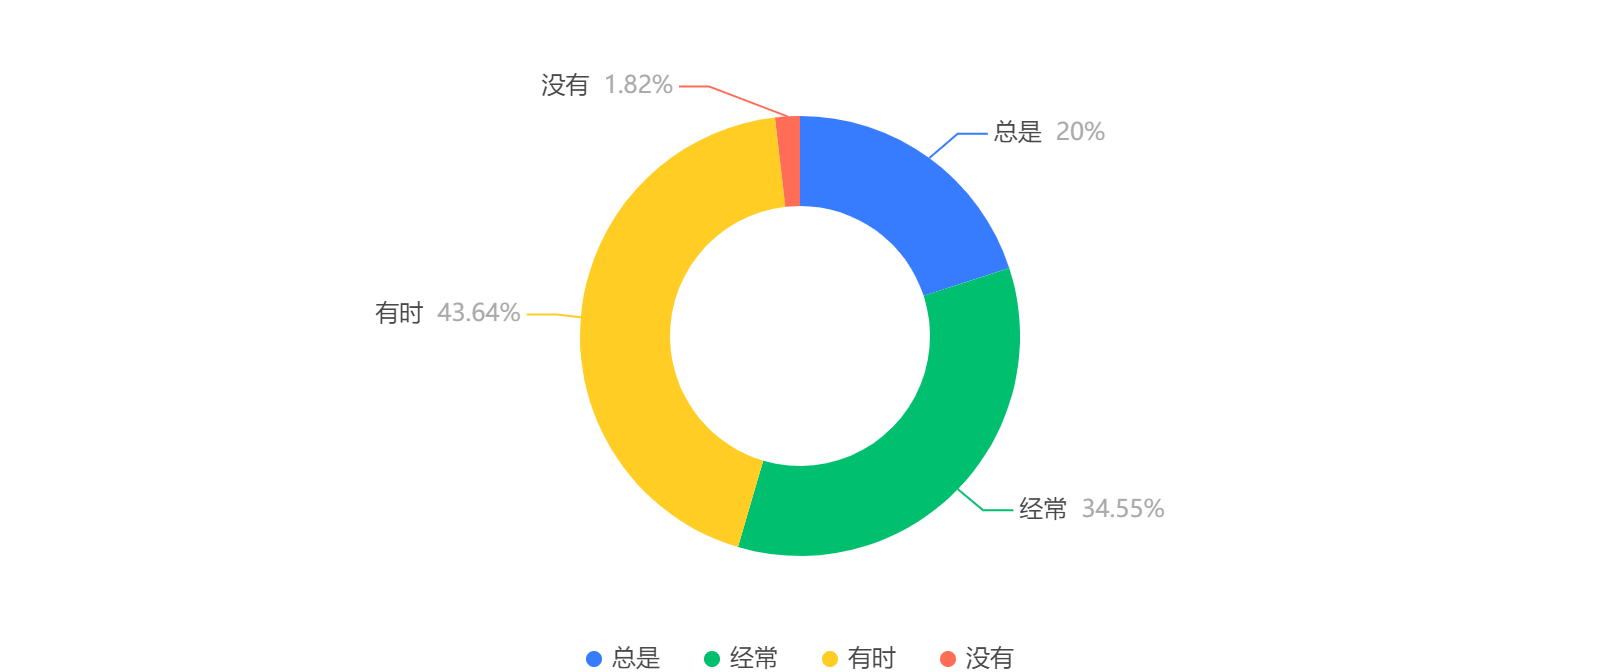 没有 1.82%
总是 20%
有时 43.64%
经常 34.55%
总是 经常 有时 没有